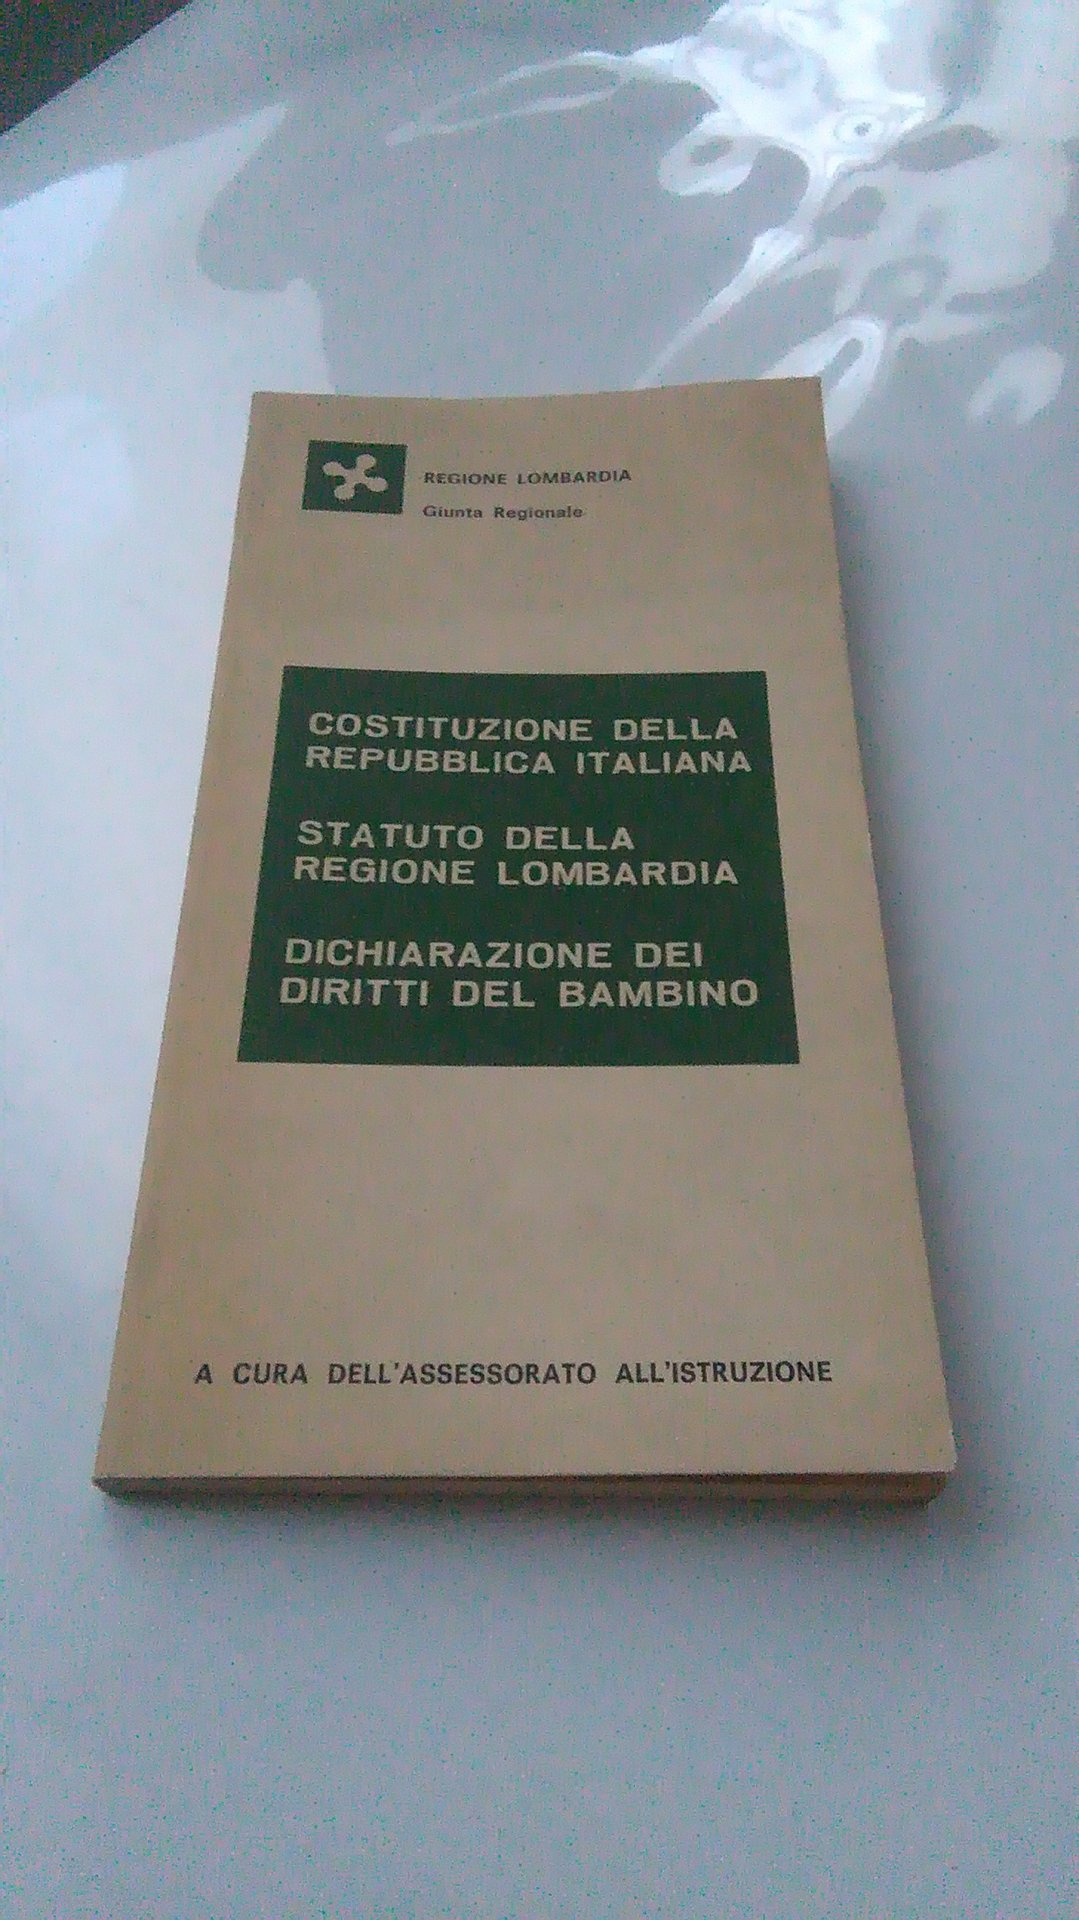 REGIONE LOMBARDIA
Giunta Regionale
COSTITUZIONE DELLA
REPUBBLICA ITALIANA
STATUTO DELLA
REGIONE LOMBARDIA
DICHIARAZIONE DEI
DIRITTI DEL BAMBINO
A CURA DELL'ASSESSORATO ALL'ISTRUZIONE